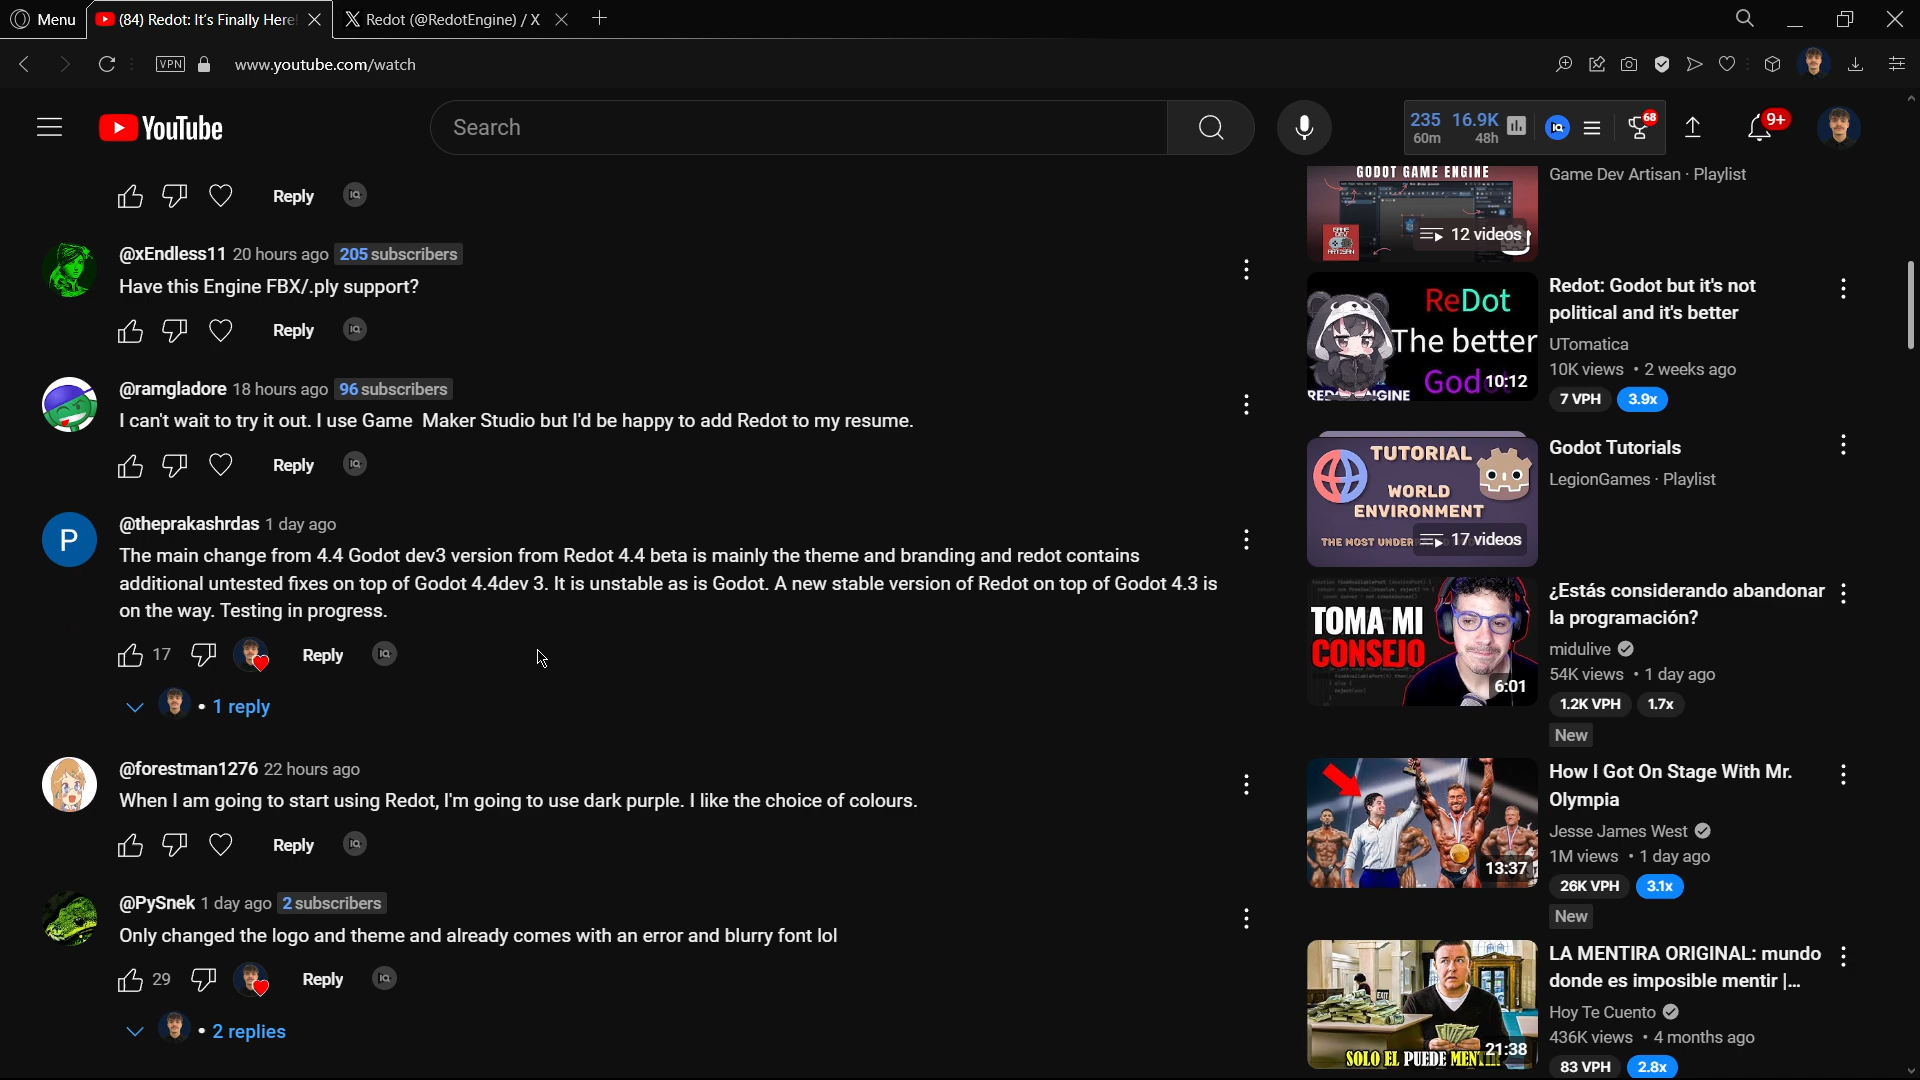 Menu
(84) Redot: It's Finally Here!
Redot (@RedotEngine) / X
VPN
www.youtube.com/watch
YouTube
Search
235 16.9K
60m 48h
68
9+
Reply
@xEndless11 20 hours ago 205 subscribers
Have this Engine FBX/.ply support?
Reply
@ramgladore 18 hours ago 96 subscribers
I can't wait to try it out. I use Game Maker Studio but I'd be happy to add Redot to my resume.
Reply
P
@theprakashrdas 1 day ago
The main change from 4.4 Godot dev3 version from Redot 4.4 beta is mainly the theme and branding and redot contains
additional untested fixes on top of Godot 4.4dev 3. It is unstable as is Godot. A new stable version of Redot on top of Godot 4.3 is
on the way. Testing in progress.
17 Reply
• 1 reply
@forestman1276 22 hours ago
When I am going to start using Redot, I'm going to use dark purple. I like the choice of colours.
Reply
@PySnek 1 day ago 2 subscribers
Only changed the logo and theme and already comes with an error and blurry font lol
29 Reply
• 2 replies
GODOT GAME ENGINE
12 videos
Game Dev Artisan · Playlist
ReDot
The better
God
10:12
Redot: Godot but it's not
political and it's better
UTomatica
10K views • 2 weeks ago
7 VPH 3.9x
TUTORIAL
WORLD
ENVIRONMENT
THE MOST
17 videos
Godot Tutorials
LegionGames · Playlist
TOMA MI
CONSEJO
6:01
¿Estás considerando abandonar
la programación?
midulive
54K views • 1 day ago
1.2K VPH 1.7x
New
13:37
How I Got On Stage With Mr.
Olympia
Jesse James West
1M views • 1 day ago
26K VPH 3.1x
New
SOLO EL PUEDE
21:38
LA MENTIRA ORIGINAL: mundo
donde es imposible mentir |...
Hoy Te Cuento
436K views • 4 months ago
83 VPH 2.8x